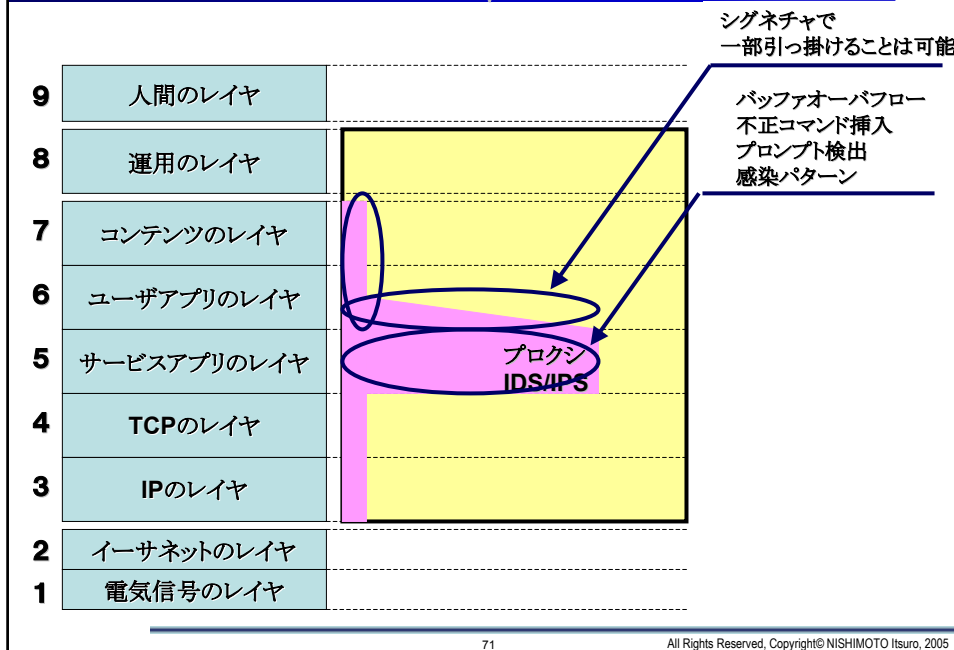 シグネチャで
一部引っ掛けることは可能
バッファオーバフロー
不正コマンド挿入
プロンプト検出
感染パターン
9 人間のレイヤ
8 運用のレイヤ
7 コンテンツのレイヤ
6 ユーザアプリのレイヤ
5 サービスアプリのレイヤ
プロクシ
IDS/IPS
4 TCPのレイヤ
3 IPのレイヤ
2 イーサネットのレイヤ
1 電気信号のレイヤ
71
All Rights Reserved, Copyright© NISHIMOTO Itsuro, 2005